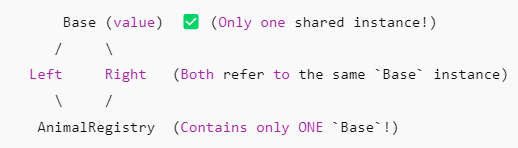 Base (value) ✅ (Only one shared instance!)
/ \
Left Right (Both refer to the same `Base` instance)
\ /
AnimalRegistry (Contains only ONE `Base`!)